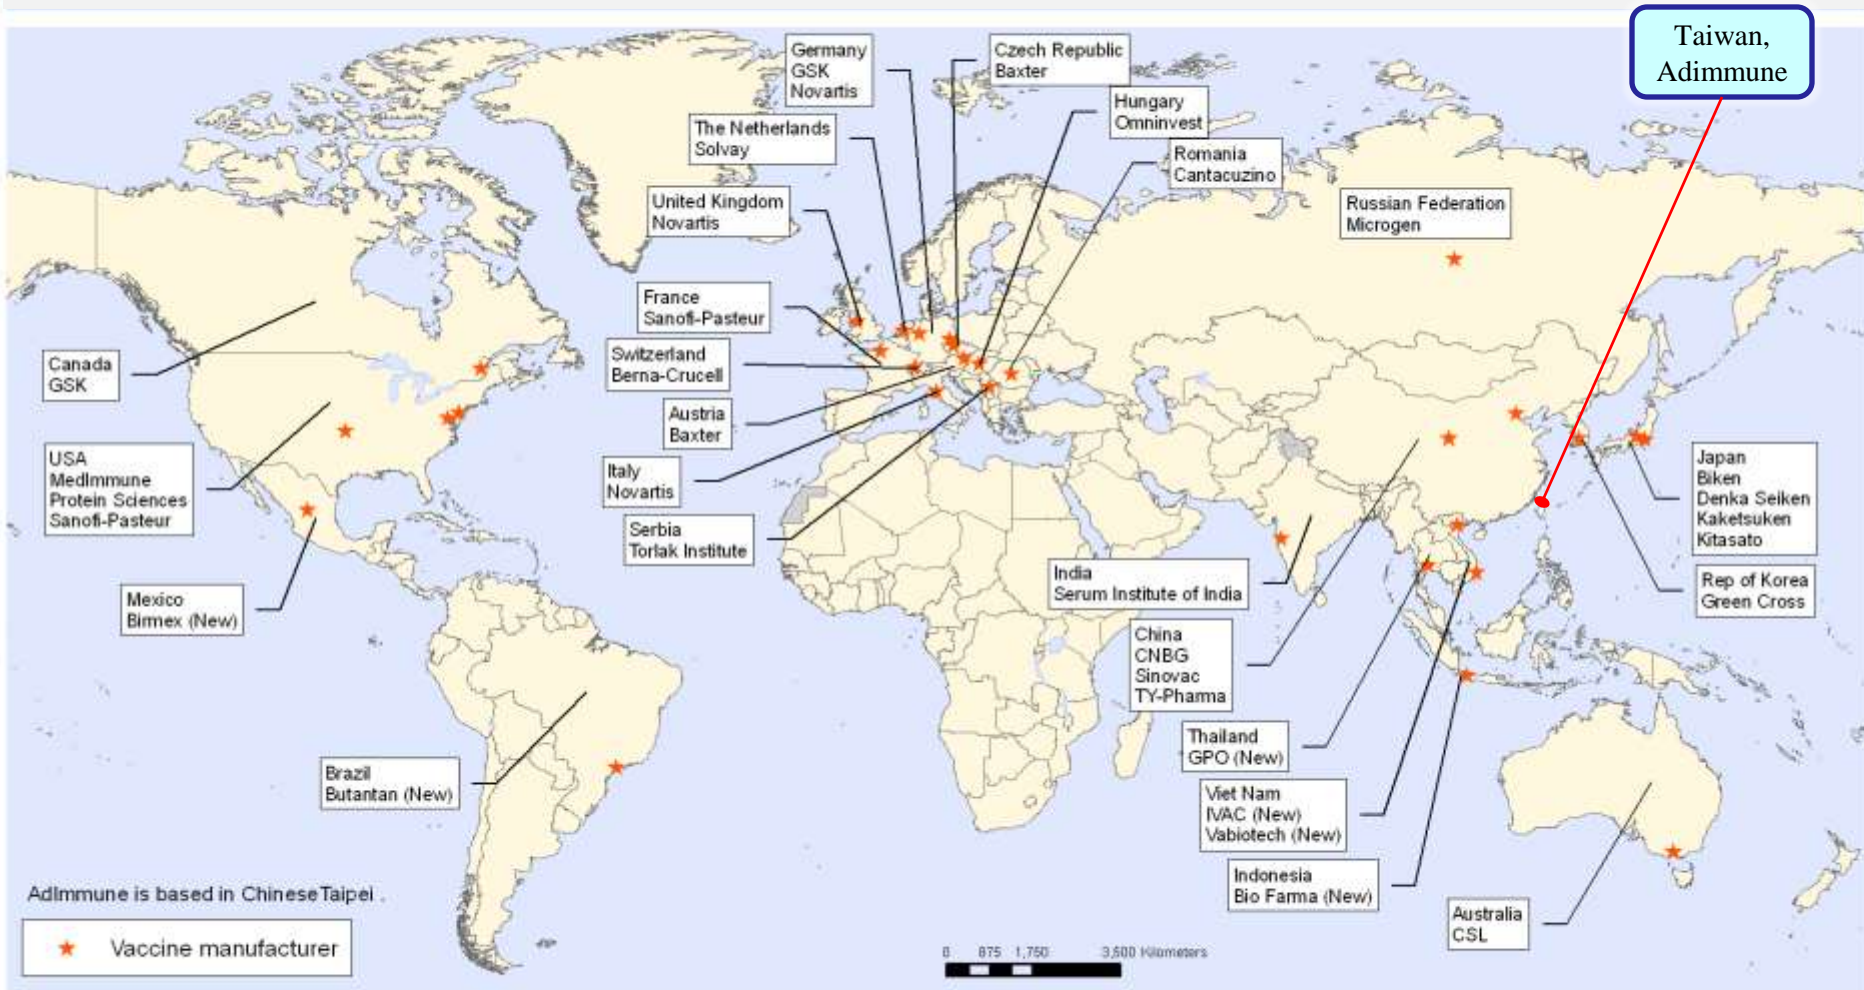 Taiwan,
Adimmune
Germany
GSK
Novartis
Czech Republic
Baxter
Hungary
Omninvest
The Netherlands
Solvay
Romania
Cantacuzino
United Kingdom
Novartis
Russian Federation
Microgen
France
Sanofi-Pasteur
Switzerland
Berna-Crucell
Canada
GSK
Austria
Baxter
USA
MedImmune
Protein Sciences
Sanofi-Pasteur
Italy
Novartis
Japan
Biken
Denka Seiken
Kaketsuken
Kitasato
Serbia
Torlak Institute
India
Serum Institute of India
Rep of Korea
Green Cross
Mexico
Birmex (New)
China
CNBG
Sinovac
TY-Pharma
Thailand
GPO (New)
Brazil
Butantan (New)
Viet Nam
IVAC (New)
Vabiotech (New)
Indonesia
Bio Farma (New)
Australia
CSL
AdImmune is based in ChineseTaipei .
Vaccine manufacturer
0 875 1,750 3,500 Kilometers